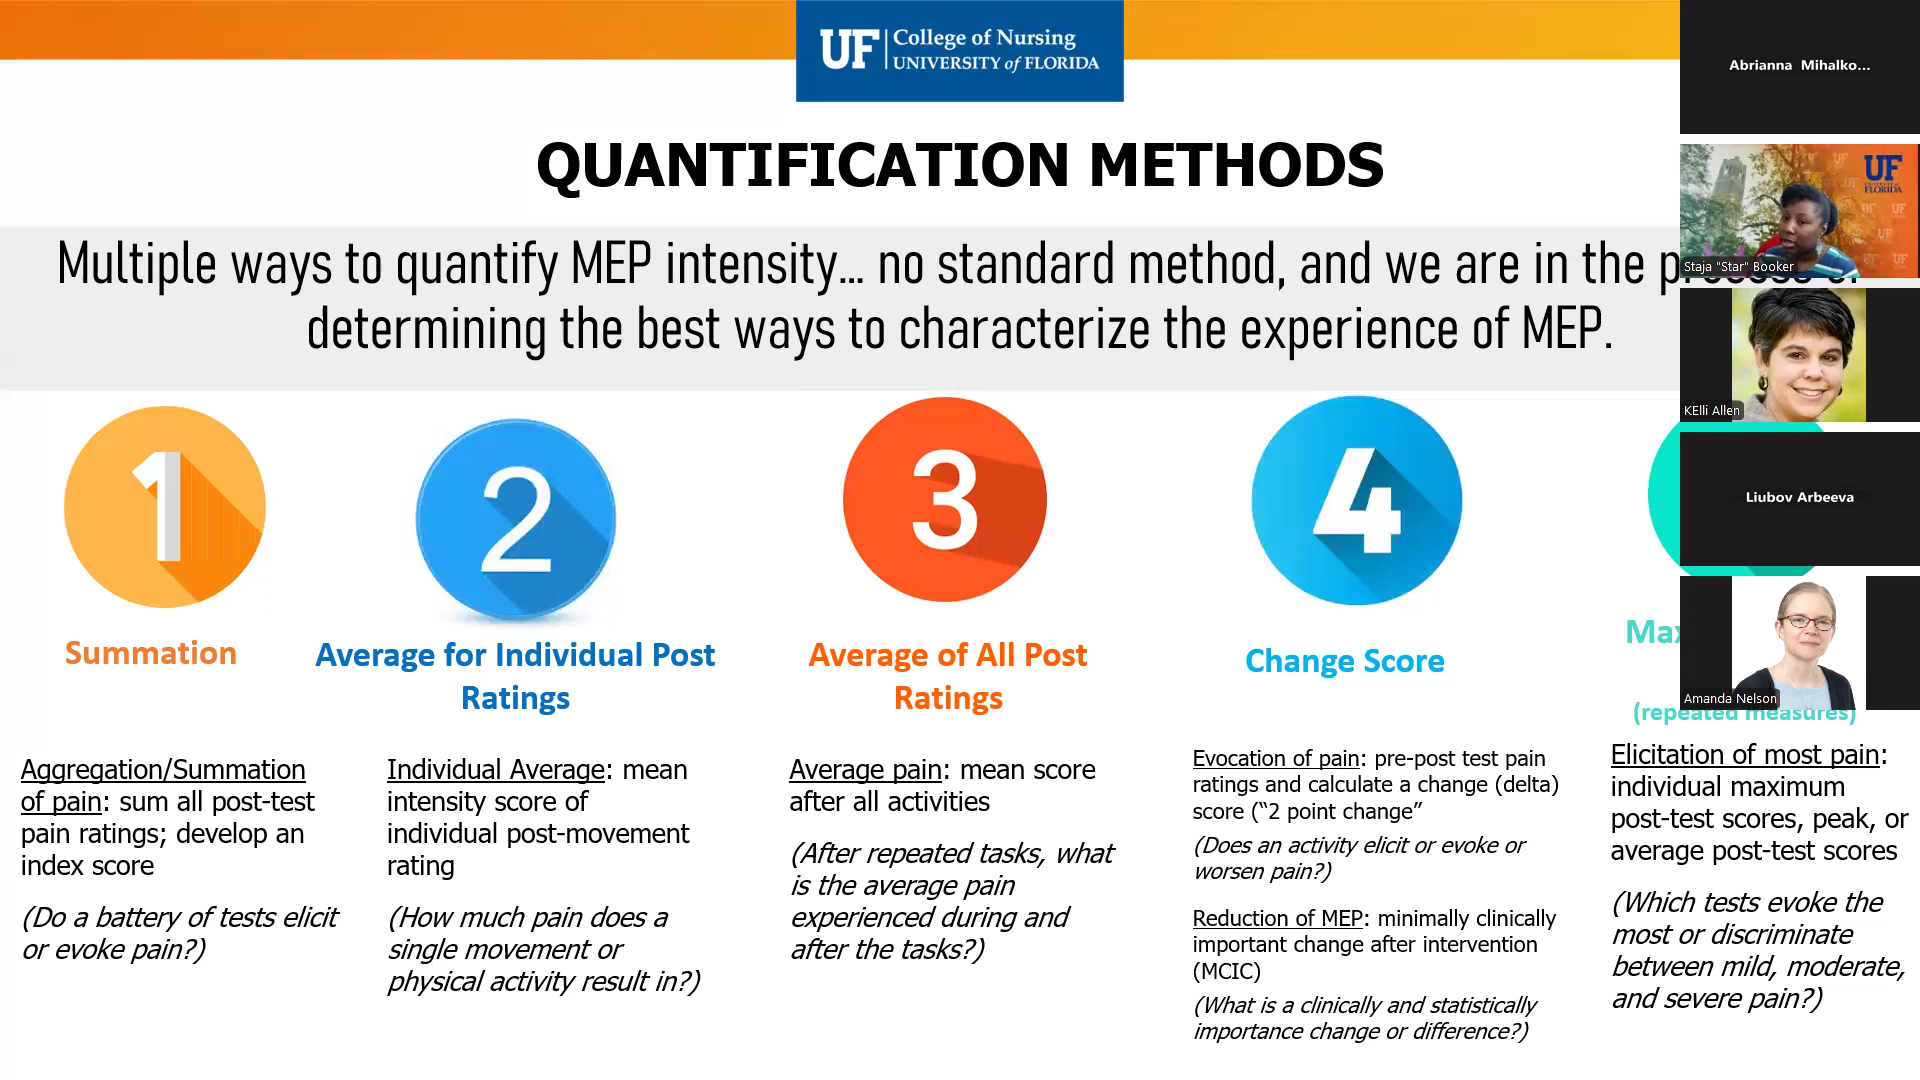 UF College of Nursing
UNIVERSITY of FLORIDA
QUANTIFICATION METHODS
Multiple ways to quantify MEP intensity... no standard method, and we are in the
determining the best ways to characterize the experience of MEP.
1
2
3
4
Summation
Average for Individual Post
Ratings
Average of All Post
Ratings
Change Score
(repeated measures)
Aggregation/Summation
of pain: sum all post-test
pain ratings; develop an
index score
(Do a battery of tests elicit
or evoke pain?)
Individual Average: mean
intensity score of
individual post-movement
rating
(How much pain does a
single movement or
physical activity result in?)
Average pain: mean score
after all activities
(After repeated tasks, what
is the average pain
experienced during and
after the tasks?)
Evocation of pain: pre-post test pain
ratings and calculate a change (delta)
score (“2 point change”
(Does an activity elicit or evoke or
worsen pain?)
Reduction of MEP: minimally clinically
important change after intervention
(MCIC)
(What is a clinically and statistically
importance change or difference?)
Elicitation of most pain:
individual maximum
post-test scores, peak, or
average post-test scores
(Which tests evoke the
most or discriminate
between mild, moderate,
and severe pain?)
Abrianna Mihalko...
UF
FLORIDA
Staja "Star" Booker
KElli Allen
Liubov Arbeeva
Amanda Nelson